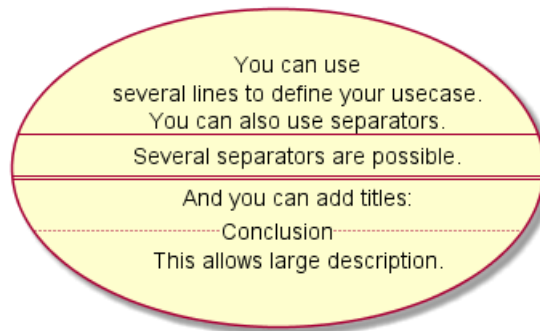 You can use
several lines to define your usecase.
You can also use separators.
Several separators are possible.
And you can add titles:
Conclusion
This allows large description.